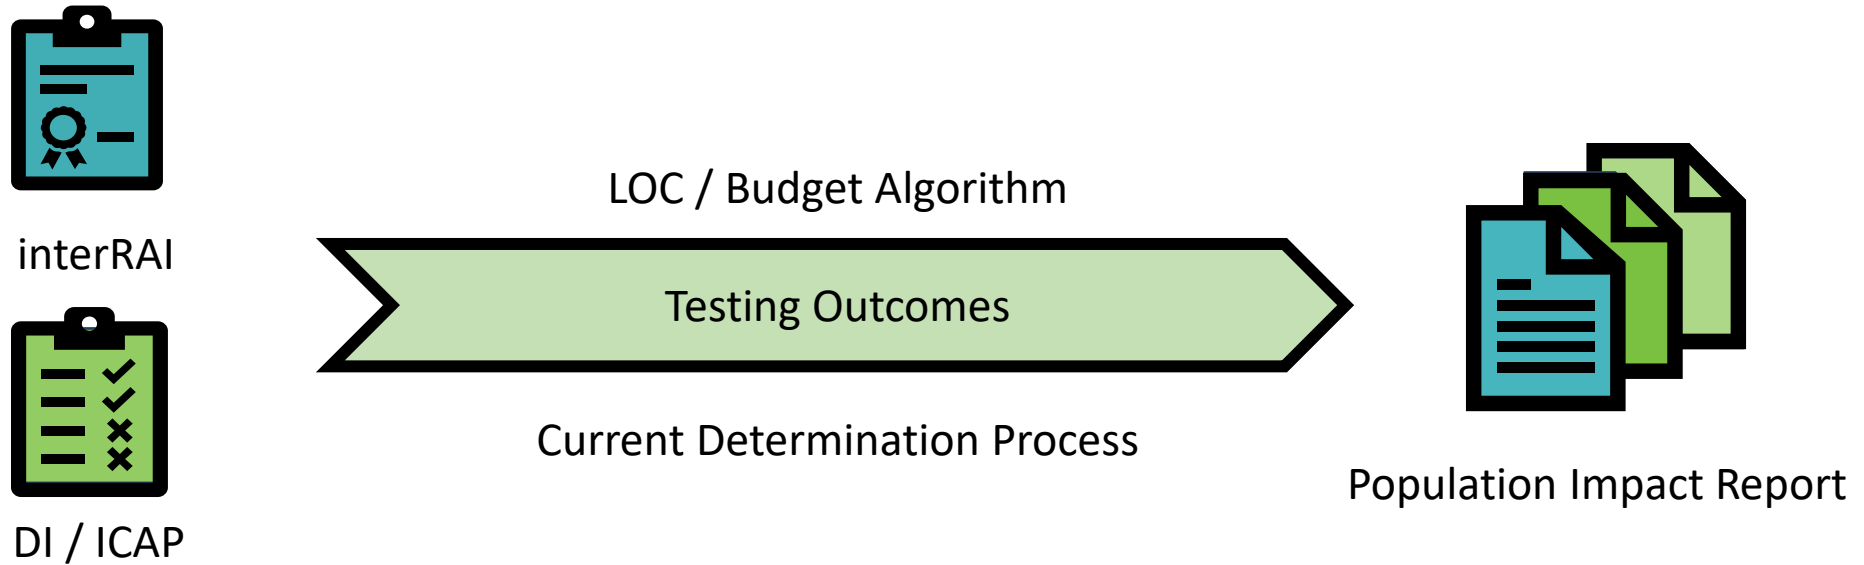 interRAI
DI / ICAP
LOC / Budget Algorithm
Testing Outcomes
Current Determination Process
Population Impact Report